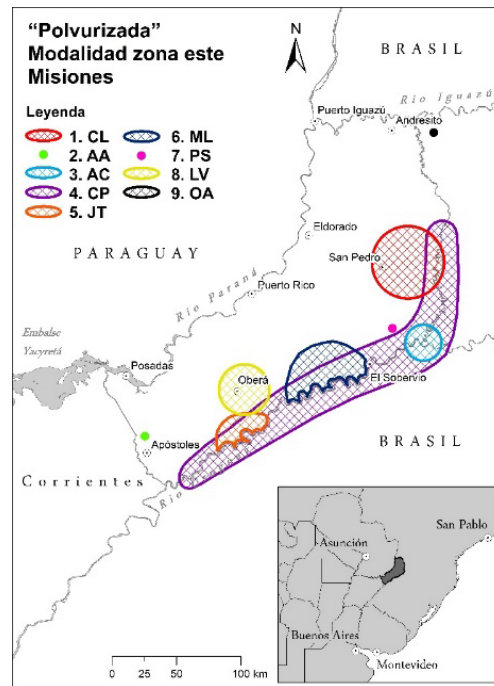 “Polvurizada”
Modalidad zona este
Misiones
Leyenda
1. CL
2. AA
3. AC
4. CP
5. JT
6. ML
7. PS
8. LV
9. OA
N
BRASIL
Río Iguazú
Puerto Iguazú
Andresito
Eldorado
San Pedro
PARAGUAY
Río Paraná
Puerto Rico
Embalse
Yacyretá
Posadas
Oberá
El Sobervio
Apóstoles
BRASIL
Corrientes
Río
San Pablo
Asunción
Buenos Aires
Montevideo
0 25 50 100 km